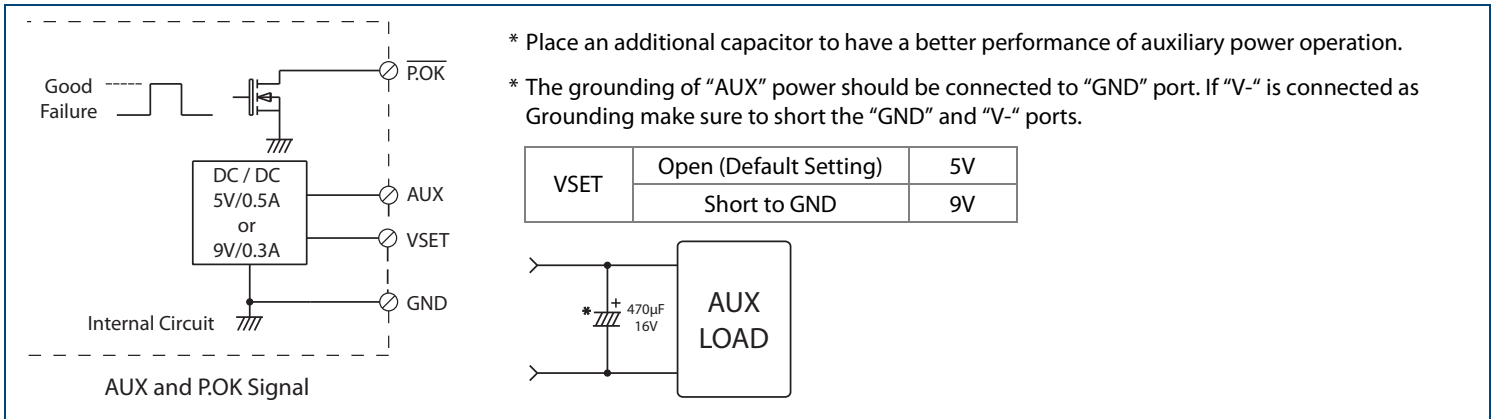 Good
Failure
P.OK
DC / DC
5V/0.5A
or
9V/0.3A
AUX
VSET
GND
Internal Circuit
AUX and P.OK Signal
* Place an additional capacitor to have a better performance of auxiliary power operation.
* The grounding of “AUX” power should be connected to “GND” port. If “V-“ is connected as
Grounding make sure to short the “GND” and “V-“ ports.
VSET Open (Default Setting) 5V
Short to GND 9V
* + 470µF
16V
AUX
LOAD